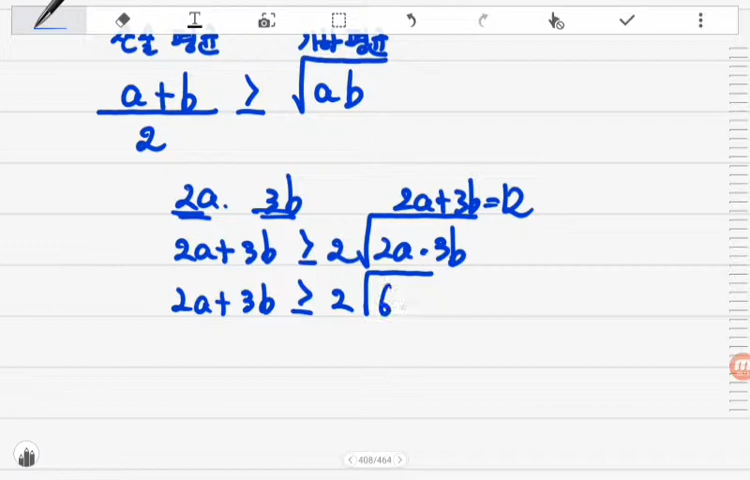 산술 평균 기하 평균
a+b/2 ≥ √ab
2a. 3b 2a+3b=12
2a+3b ≥ 2√2a·3b
2a+3b ≥ 2√6
408/464